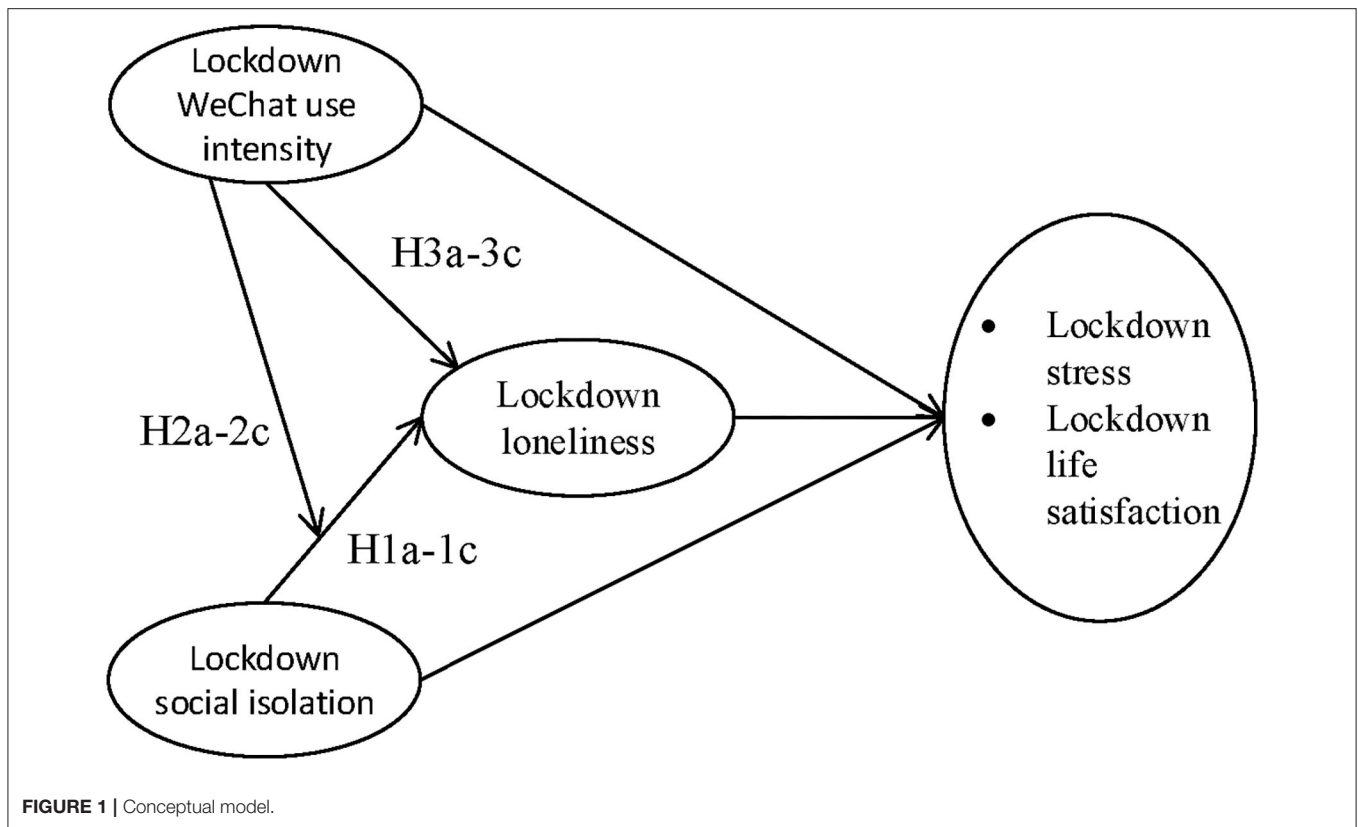 Lockdown
WeChat use
intensity
H3a-3c
Lockdown
loneliness
H2a-2c
H1a-1c
Lockdown
social isolation
• Lockdown
stress
• Lockdown
life
satisfaction
FIGURE 1 | Conceptual model.